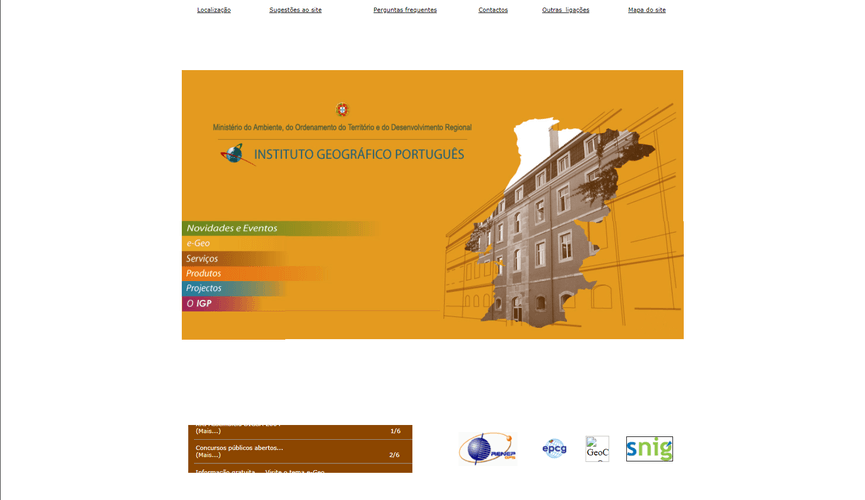 Localização Sugestões ao site Perguntas frequentes Contactos Outras ligações Mapa do site
Ministério do Ambiente, do Ordenamento do Território e do Desenvolvimento Regional
INSTITUTO GEOGRÁFICO PORTUGUÊS
Novidades e Eventos
e-Geo
Serviços
Produtos
Projectos
O IGP
(Mais...) 1/6
Concursos públicos abertos...
(Mais...) 2/6
Informação gratuita... Visite o tema e-Geo
RENEP
epcg
GeoC
snig